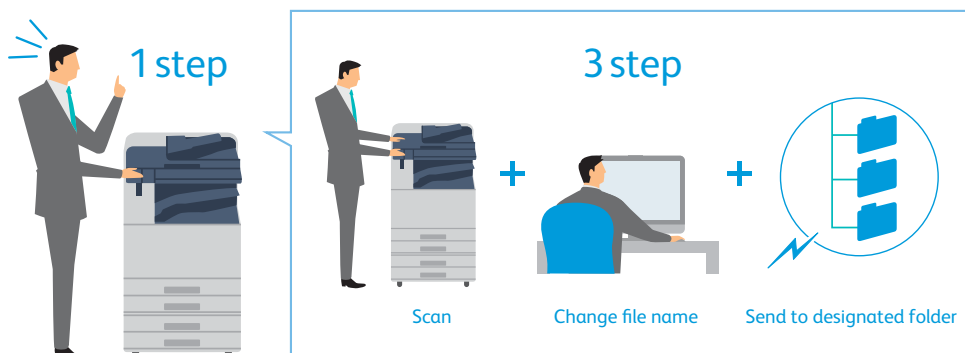 1 step
3 step
+
+
Scan
Change file name
Send to designated folder